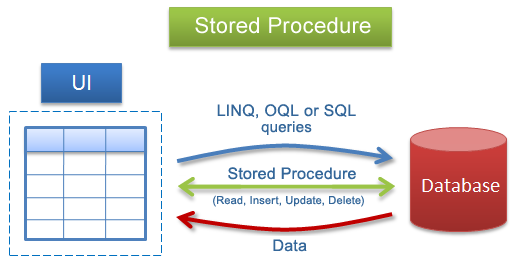 Stored Procedure
UI
LINQ, OQL or SQL
queries
Stored Procedure
(Read, Insert, Update, Delete)
Database
Data